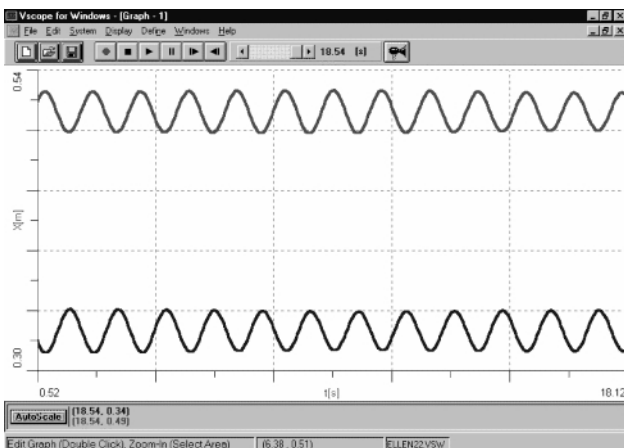 Vscope for Windows - [Graph - 1]
File Edit System Display Define Windows Help
18.54 [s]
0.54
X[m]
0.30
0.52 t[s] 18.12
AutoScale (18.54, 0.34)
(18.54, 0.49)
Edit Graph (Double Click), Zoom-In (Select Area) (6.38 , 0.51) ELLEN22.VSW